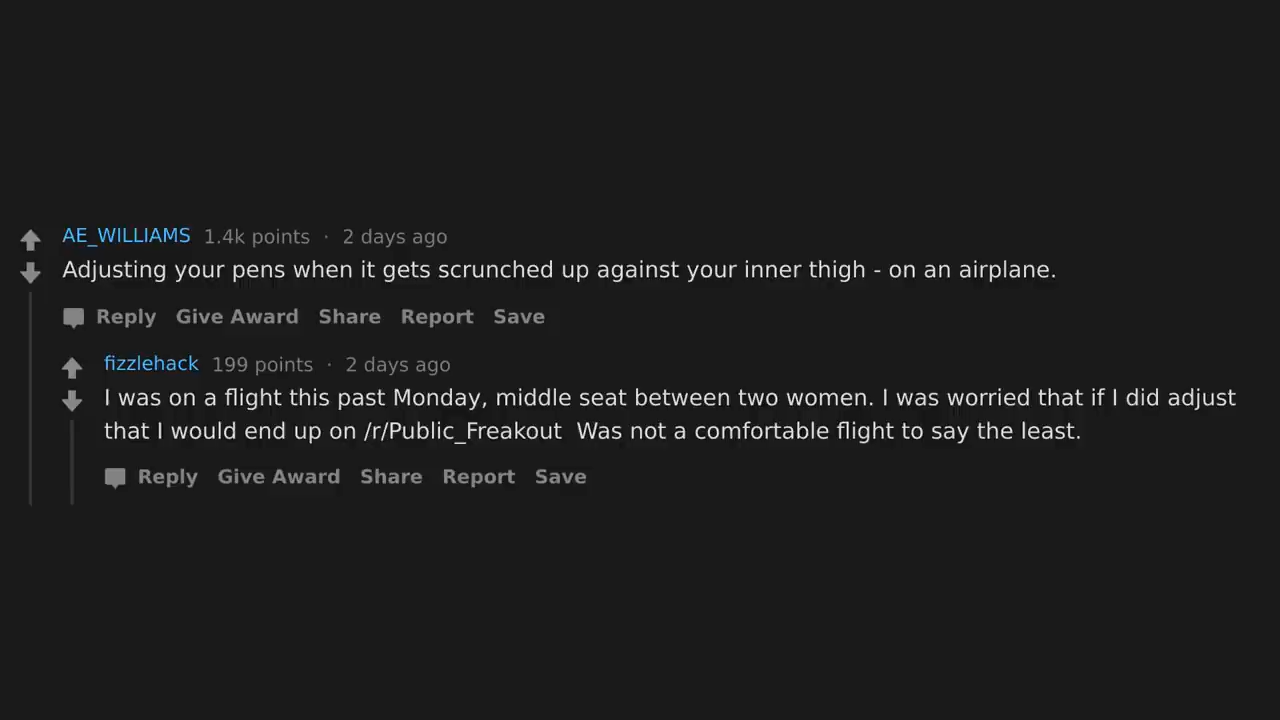 AE_WILLIAMS 1.4k points · 2 days ago
Adjusting your pens when it gets scrunched up against your inner thigh - on an airplane.
Reply Give Award Share Report Save
fizzlehack 199 points · 2 days ago
I was on a flight this past Monday, middle seat between two women. I was worried that if I did adjust
that I would end up on /r/Public_Freakout Was not a comfortable flight to say the least.
Reply Give Award Share Report Save